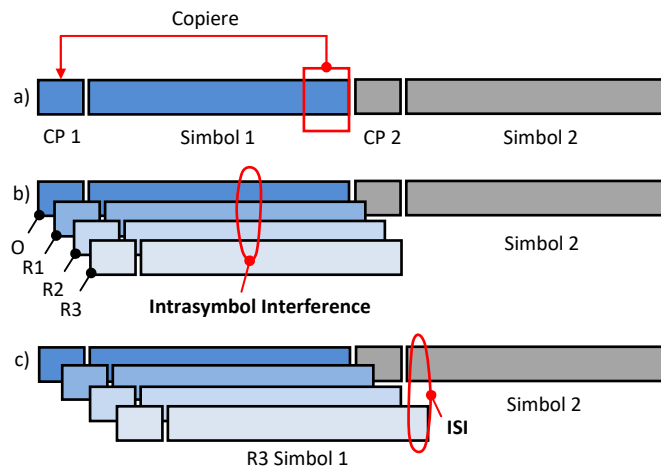 Copiere
a)
CP 1
Simbol 1
CP 2
Simbol 2
b)
O
R1
R2
R3
Simbol 2
Intrasymbol Interference
c)
Simbol 2
ISI
R3 Simbol 1